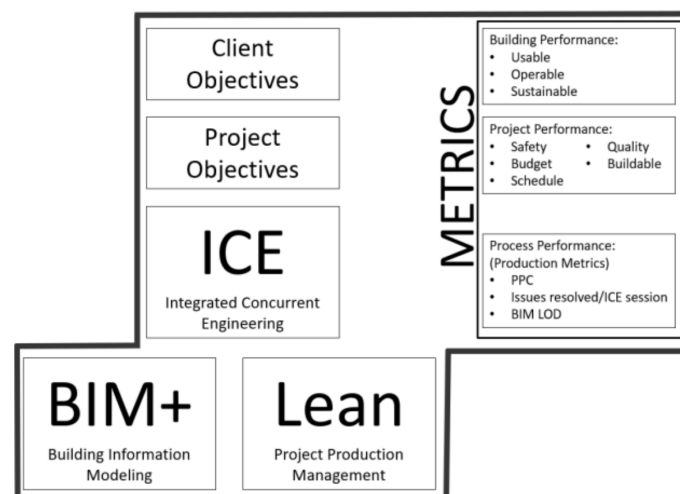 Client
Objectives
Project
Objectives
ICE
Integrated Concurrent
Engineering
BIM+
Building Information
Modeling
Lean
Project Production
Management
METRICS
Building Performance:
• Usable
• Operable
• Sustainable
Project Performance:
• Safety • Quality
• Budget • Buildable
• Schedule
Process Performance:
(Production Metrics)
• PPC
• Issues resolved/ICE session
• BIM LOD